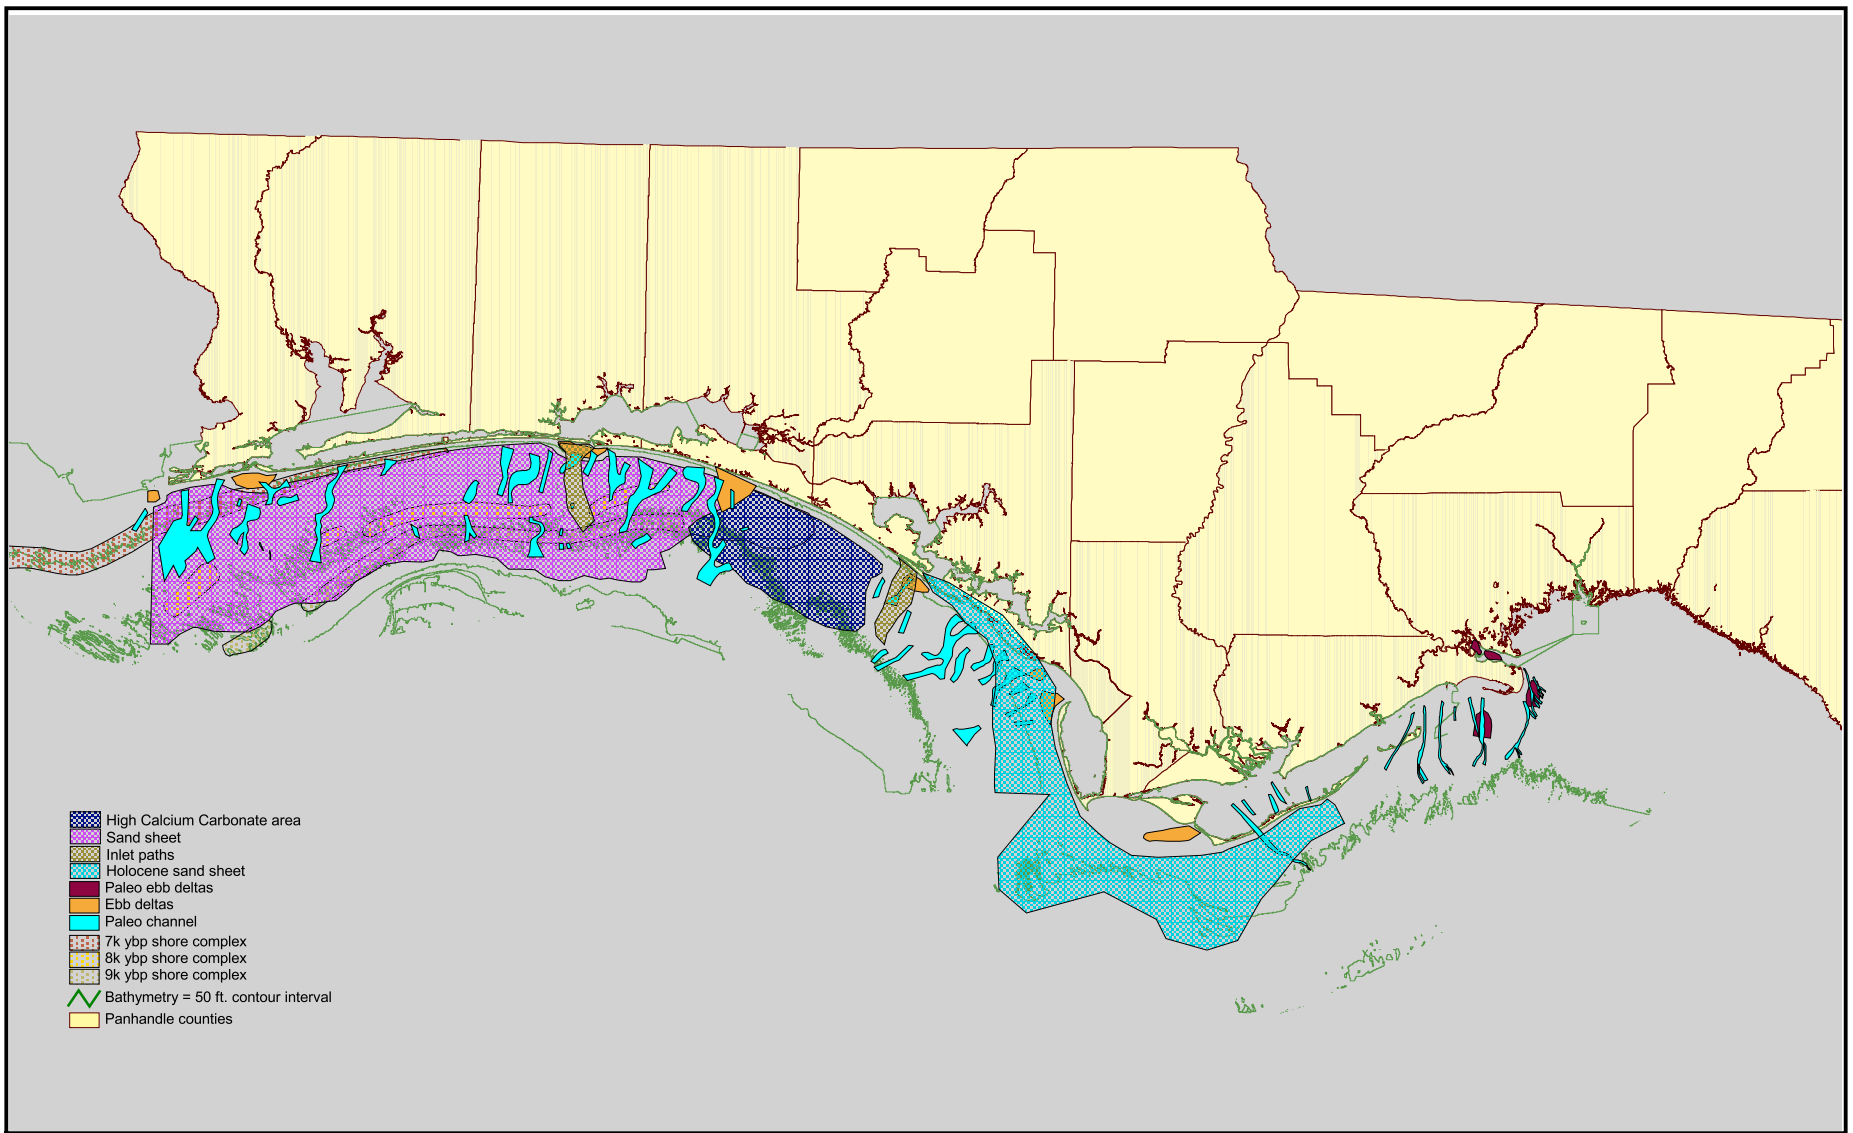 High Calcium Carbonate area
Sand sheet
Inlet paths
Holocene sand sheet
Paleo ebb deltas
Ebb deltas
Paleo channel
7k ybp shore complex
8k ybp shore complex
9k ybp shore complex
Bathymetry = 50 ft. contour interval
Panhandle counties